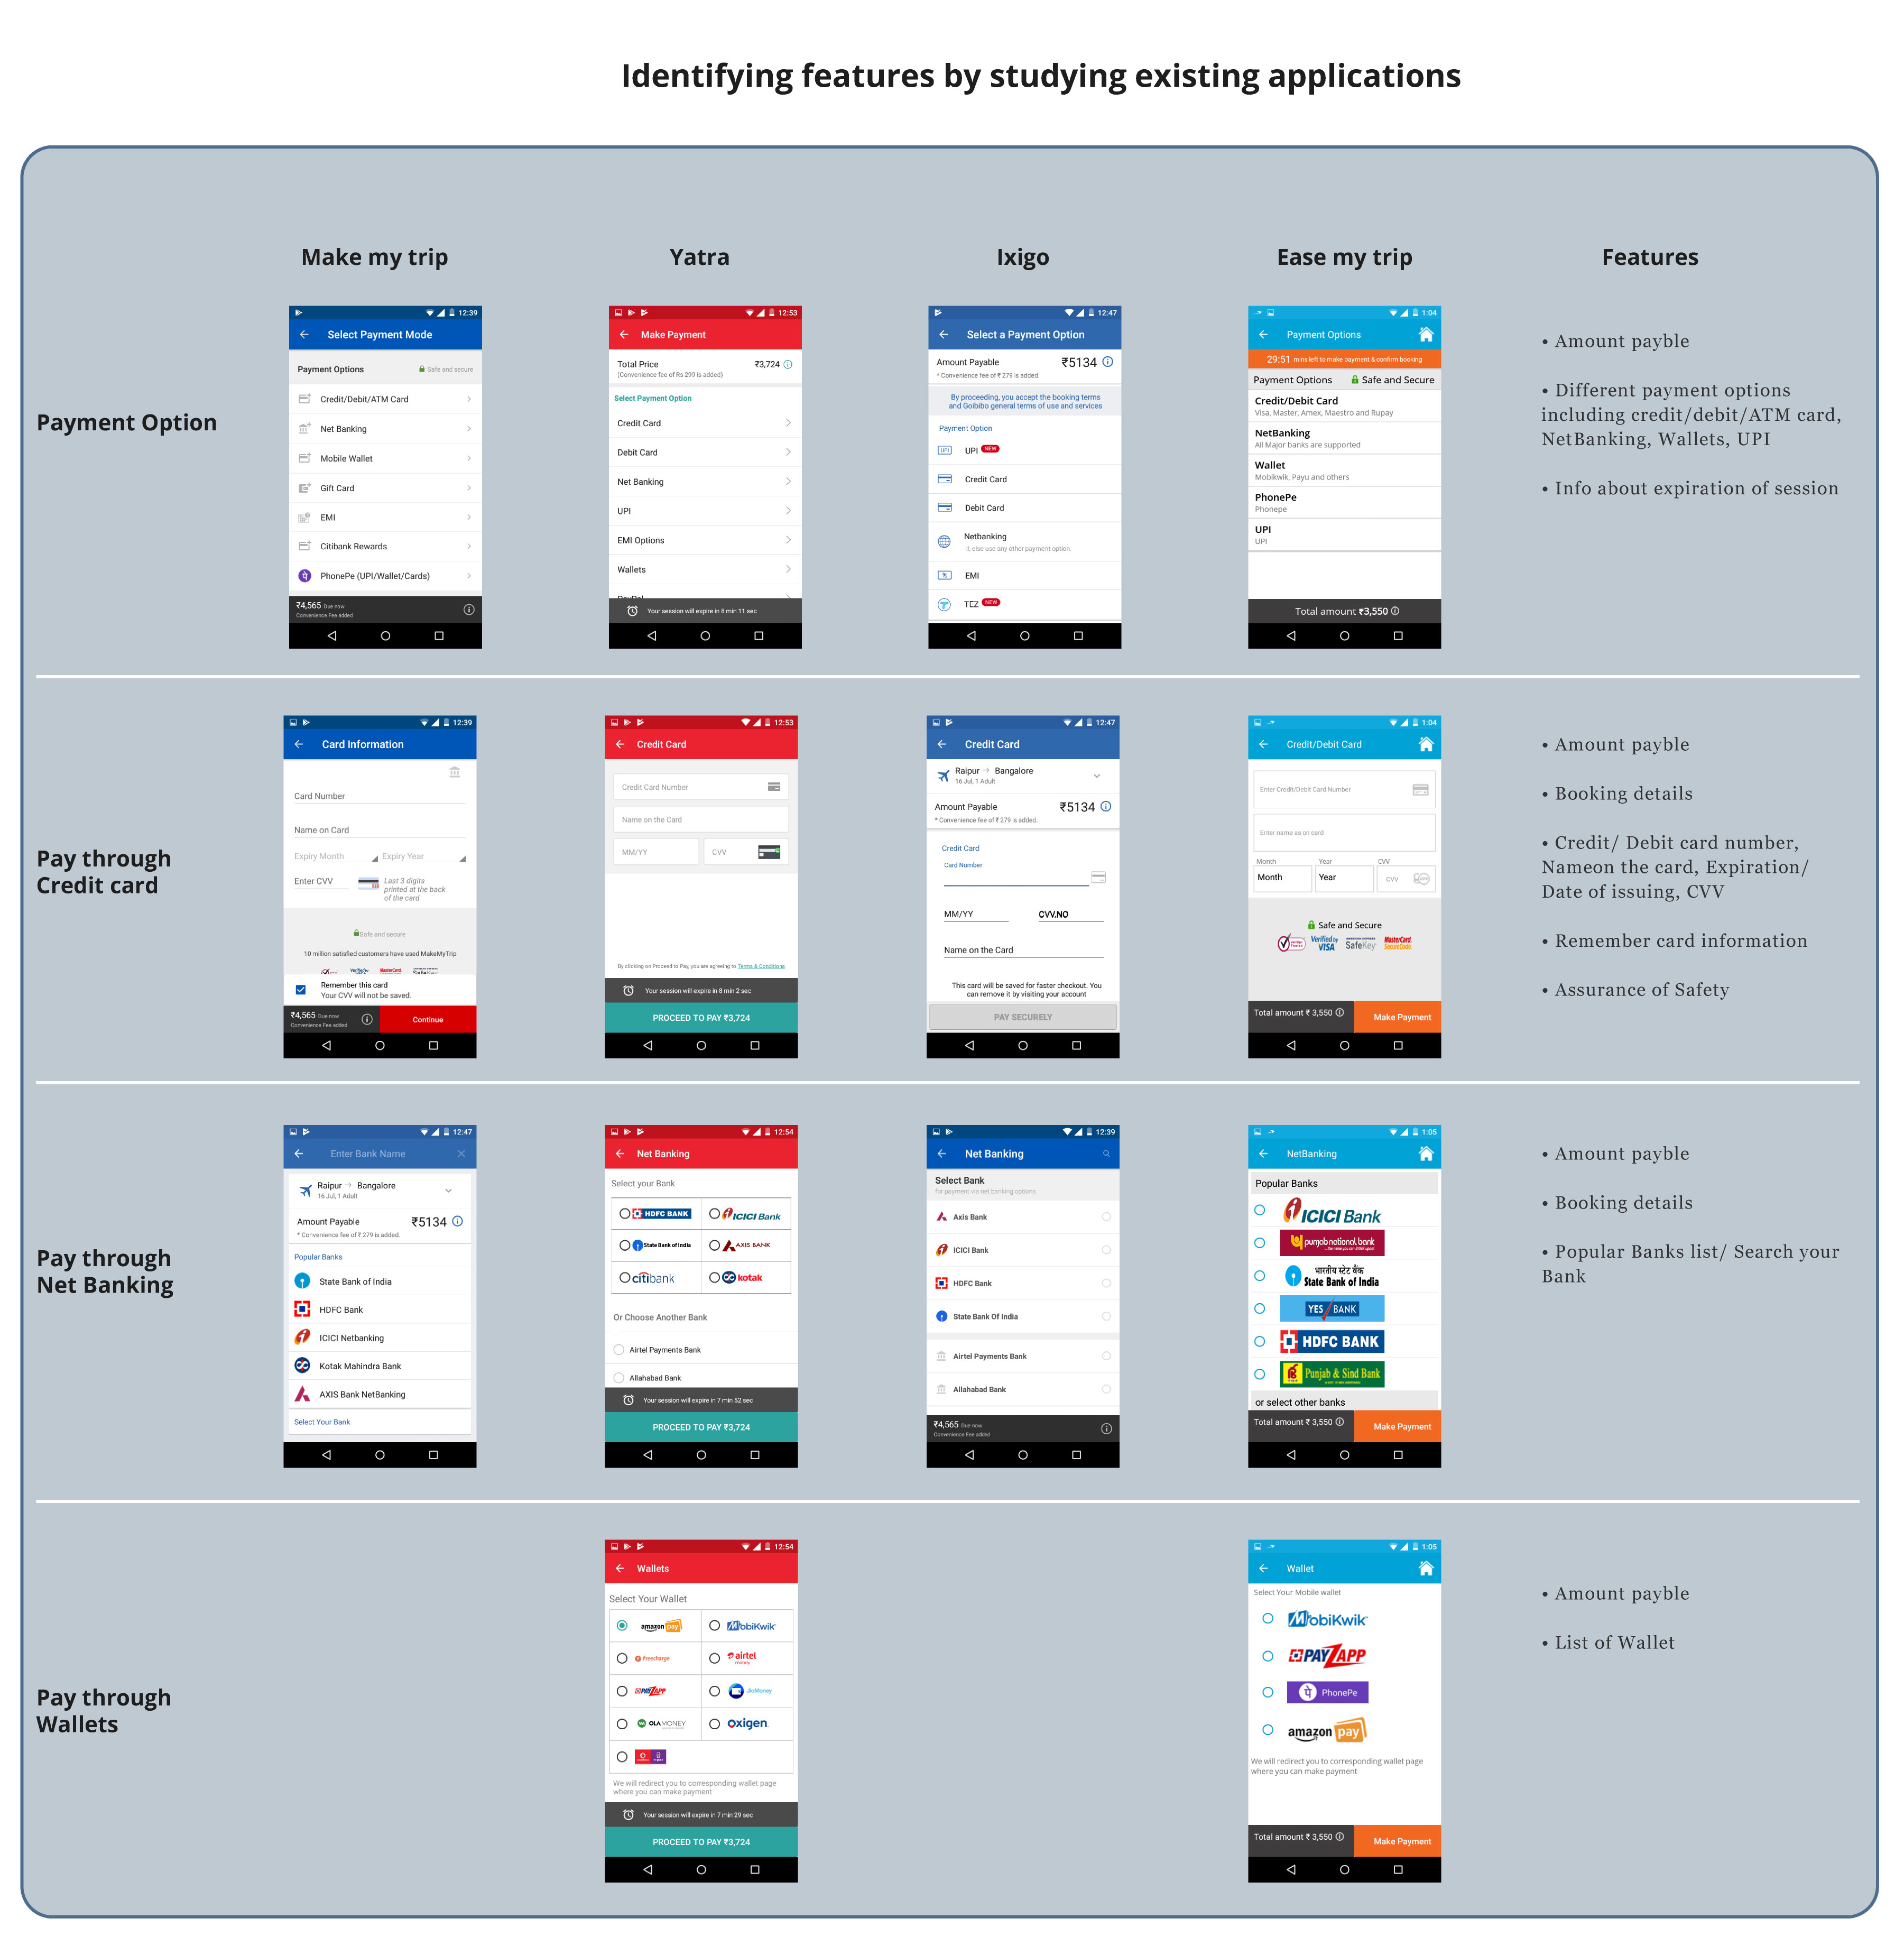 Identifying features by studying existing applications
Make my trip
Yatra
Ixigo
Ease my trip
Features
Payment Option
12:39
Select Payment Mode
Payment Options
Safe and secure
Credit/Debit/ATM Card
Net Banking
Mobile Wallet
Gift Card
EMI
Citibank Rewards
PhonePe (UPI/Wallet/Cards)
₹4,565 Due now
Convenience Fee added
12:53
Make Payment
Total Price ₹3,724
(Convenience fee of Rs 299 is added)
Select Payment Option
Credit Card
Debit Card
Net Banking
UPI
EMI Options
Wallets
PayPal
Your session will expire in 8 min 11 sec
12:47
Select a Payment Option
Amount Payable ₹5134
* Convenience fee of ₹ 279 is added.
By proceeding, you accept the booking terms
and Goibibo general terms of use and services
Payment Option
UPI UPI NEW
Credit Card
Debit Card
Netbanking
:I, else use any other payment option.
EMI
TEZ NEW
1:04
Payment Options
29:51 mins left to make payment & confirm booking
Payment Options Safe and Secure
Credit/Debit Card
Visa, Master, Amex, Maestro and Rupay
NetBanking
All Major banks are supported
Wallet
Mobikwik, Payu and others
PhonePe
Phonepe
UPI
UPI
Total amount ₹3,550
• Amount payble
• Different payment options
including credit/debit/ATM card,
NetBanking, Wallets, UPI
• Info about expiration of session
Pay through
Credit card
12:39
Card Information
Card Number
Name on Card
Expiry Month Expiry Year
Enter CVV
Last 3 digits
printed at the back
of the card
Safe and secure
10 million satisfied customers have used MakeMyTrip
Verified by MasterCard. SafeKey
Remember this card
Your CVV will not be saved.
₹4,565 Due now
Convenience Fee added
Continue
12:53
Credit Card
Credit Card Number
Name on the Card
MM/YY CVV
By clicking on Proceed to Pay, you are agreeing to Terms & Conditions
Your session will expire in 8 min 2 sec
PROCEED TO PAY ₹3,724
12:47
Credit Card
Raipur → Bangalore
16 Jul, 1 Adult
Amount Payable ₹5134
* Convenience fee of ₹ 279 is added.
Credit Card
Card Number
MM/YY CVV.NO
Name on the Card
This card will be saved for faster checkout. You
can remove it by visiting your account
PAY SECURELY
1:04
Credit/Debit Card
Enter Credit/Debit Card Number
Enter name as on card
Month Year CVV
Month Year CVV
Safe and Secure
Verified by VISA SafeKey MasterCard. SecureCode.
Total amount ₹ 3,550
Make Payment
• Amount payble
• Booking details
• Credit/ Debit card number,
Nameon the card, Expiration/
Date of issuing, CVV
• Remember card information
• Assurance of Safety
Pay through
Net Banking
12:47
Enter Bank Name
Raipur → Bangalore
16 Jul, 1 Adult
Amount Payable ₹5134
* Convenience fee of ₹ 279 is added.
Popular Banks
State Bank of India
HDFC Bank
ICICI Netbanking
Kotak Mahindra Bank
AXIS Bank NetBanking
Select Your Bank
12:54
Net Banking
Select your Bank
HDFC BANK ICICI Bank
State Bank of India AXIS BANK
citibank kotak
Or Choose Another Bank
Airtel Payments Bank
Allahabad Bank
Your session will expire in 7 min 52 sec
PROCEED TO PAY ₹3,724
12:39
Net Banking
Select Bank
for payment via net banking options
Axis Bank
ICICI Bank
HDFC Bank
State Bank Of India
Airtel Payments Bank
Allahabad Bank
₹4,565 Due now
Convenience Fee added
1:05
NetBanking
Popular Banks
ICICI Bank
punjab national bank
भारतीय स्टेट बैंक
State Bank of India
YES BANK
HDFC BANK
Punjab & Sind Bank
or select other banks
Total amount ₹ 3,550
Make Payment
• Amount payble
• Booking details
• Popular Banks list/ Search your
Bank
Pay through
Wallets
12:54
Wallets
Select Your Wallet
amazon pay MobiKwik
freecharge airtel money
PAYZAPP JioMoney
OLAMONEY oxigen
We will redirect you to corresponding wallet page
where you can make payment
Your session will expire in 7 min 29 sec
PROCEED TO PAY ₹3,724
1:05
Wallet
Select Your Mobile wallet
MobiKwik
PAYZAPP
पे PhonePe
amazon pay
We will redirect you to corresponding wallet page
where you can make payment
Total amount ₹ 3,550
Make Payment
• Amount payble
• List of Wallet